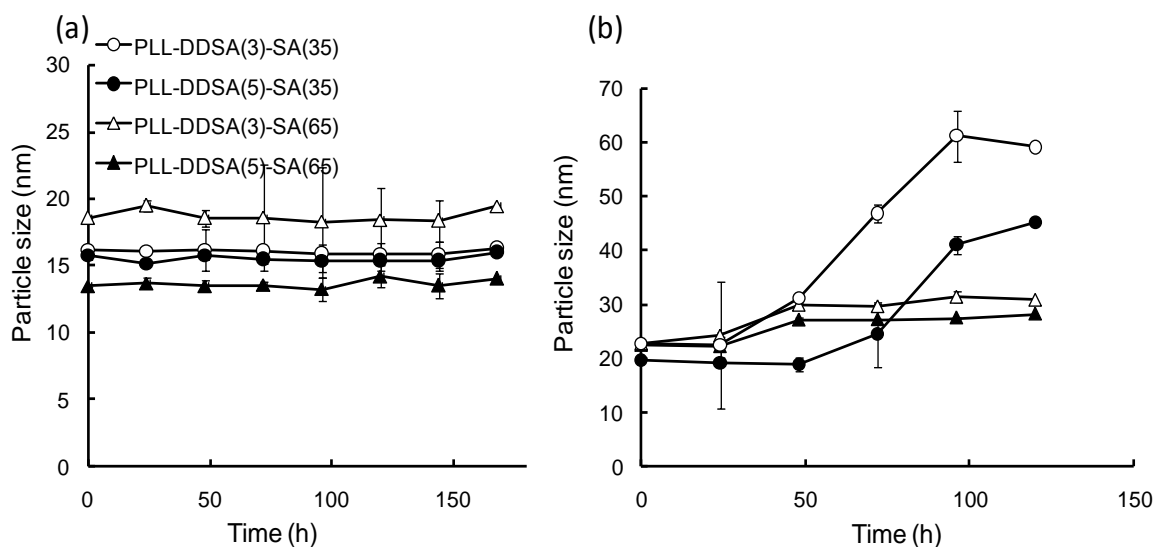 (a)
PLL-DDSA(3)-SA(35)
PLL-DDSA(5)-SA(35)
PLL-DDSA(3)-SA(65)
PLL-DDSA(5)-SA(65)
30
25
20
15
10
5
0
Particle size (nm)
0 50 100 150
Time (h)
(b)
70
60
50
40
30
20
10
0
Particle size (nm)
0 50 100 150
Time (h)